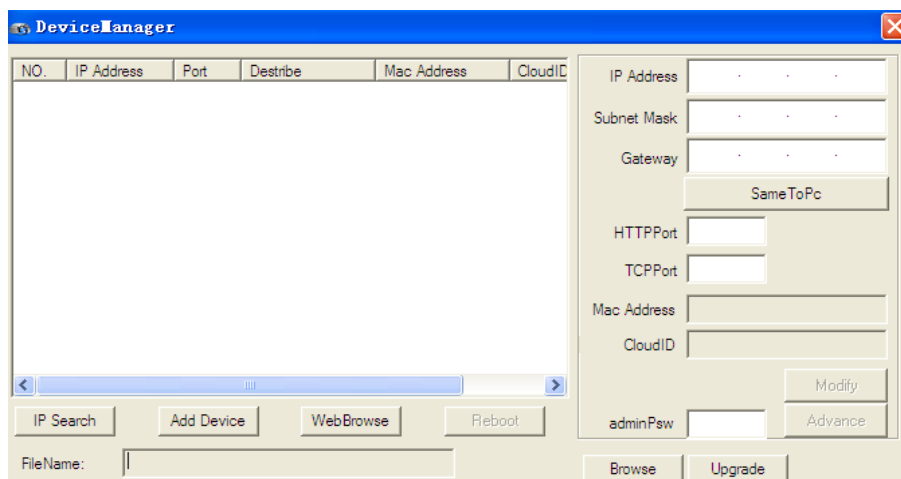 DeviceManager
NO. IP Address Port Destribe Mac Address CloudID
IP Address . . .
Subnet Mask . . .
Gateway . . .
SameToPc
HTTPPort
TCPPort
Mac Address
CloudID
Modify
IP Search Add Device WebBrowse Reboot adminPsw Advance
FileName: Browse Upgrade